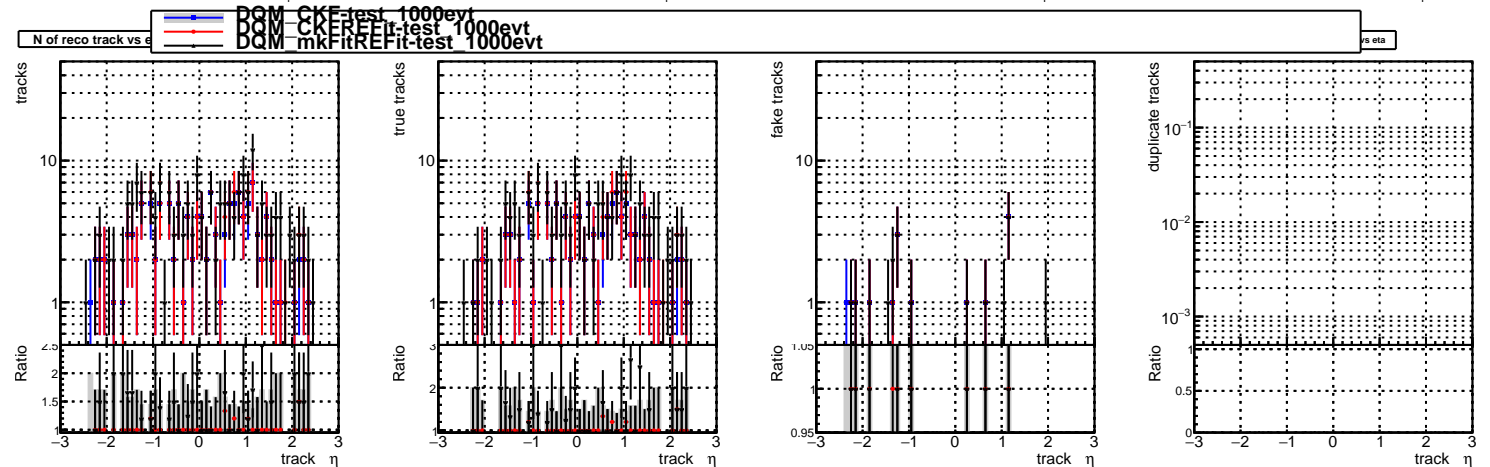 DQM_CKF-test_1000evt
DQM_CKFREFit-test_1000evt
DQM_mkFitREFit-test_1000evt
N of reco track vs e
vs eta
tracks
10
1
Ratio
2.5
2
1.5
1
−3 −2 −1 0 1 2 3
track η
true tracks
10
1
Ratio
3
2
1
−3 −2 −1 0 1 2 3
track η
fake tracks
10
1
Ratio
1.05
1
0.95
−3 −2 −1 0 1 2 3
track η
duplicate tracks
10−1
10−2
10−3
Ratio
1
0.5
0
−3 −2 −1 0 1 2 3
track η